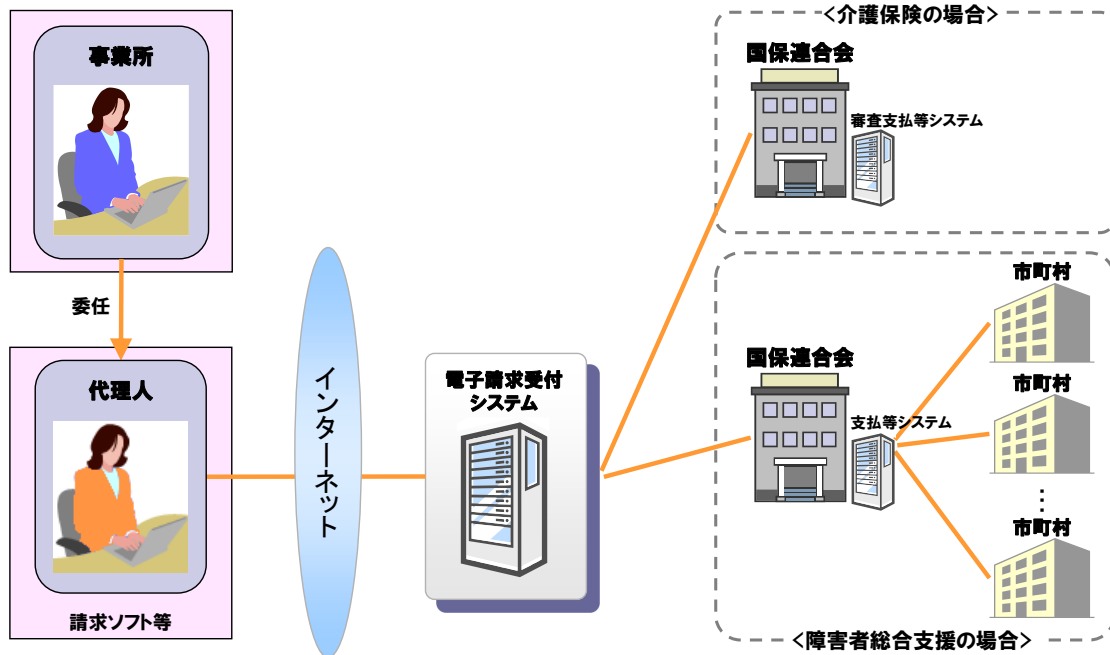 事業所
委任
代理人
請求ソフト等
インターネット
電子請求受付
システム
<介護保険の場合>
国保連合会
審査支払等システム
国保連合会
支払等システム
市町村
市町村
…
市町村
<障害者総合支援の場合>